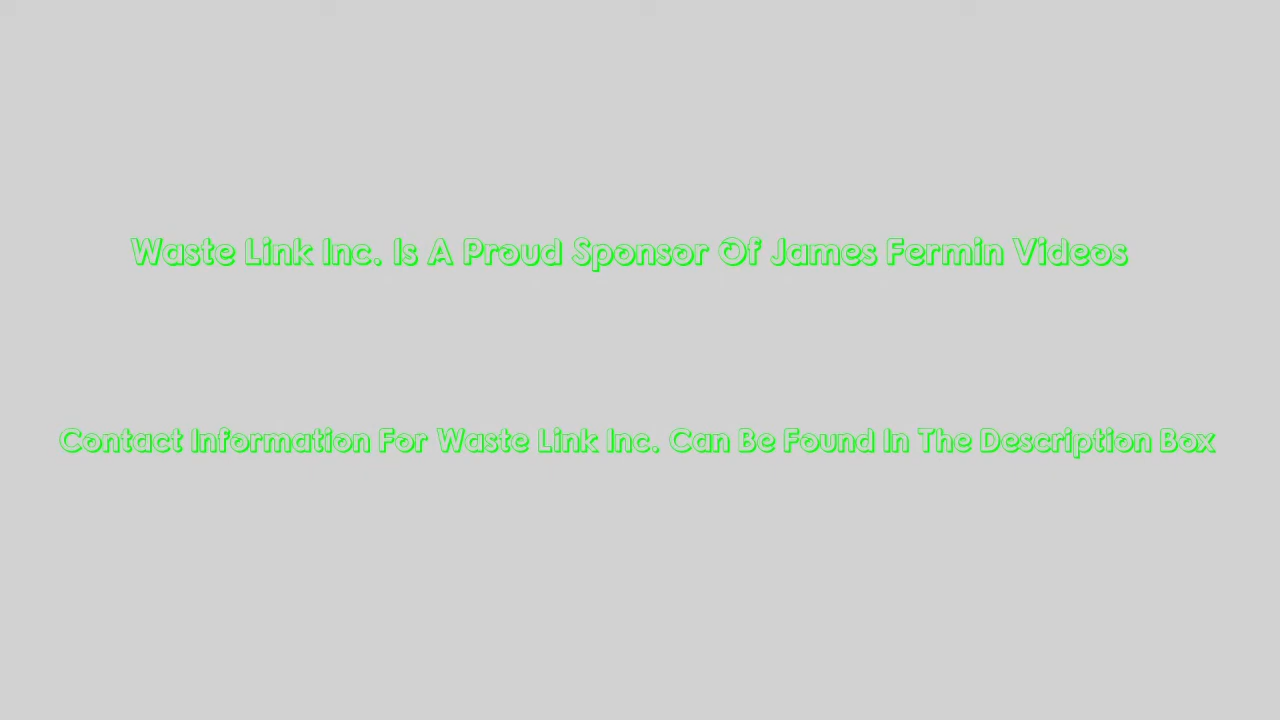 Waste Link Inc. Is A Proud Sponsor Of James Fermin Videos
Contact Information For Waste Link Inc. Can Be Found In The Description Box